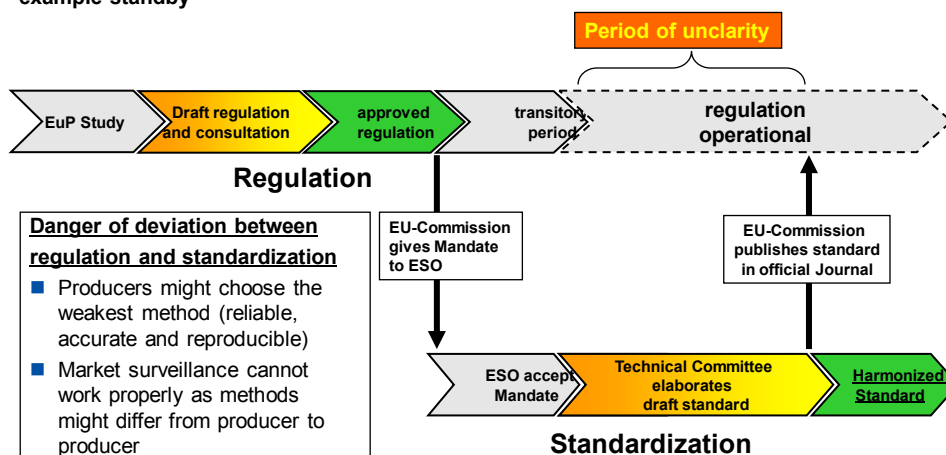 example standby
Period of unclarity
EuP Study
Draft regulation
and consultation
approved
regulation
transitory
period
regulation
operational
Regulation
Danger of deviation between
regulation and standardization
Producers might choose the
weakest method (reliable,
accurate and reproducible)
Market surveillance cannot
work properly as methods
might differ from producer to
producer
EU-Commission
gives Mandate
to ESO
EU-Commission
publishes standard
in official Journal
ESO accept
Mandate
Technical Committee
elaborates
draft standard
Harmonized
Standard
Standardization